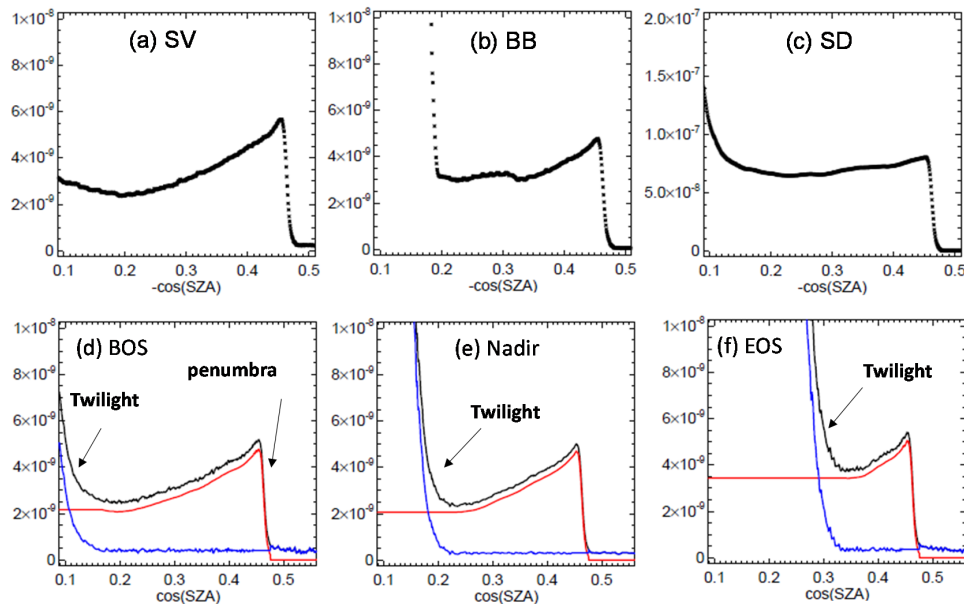 1×10⁻⁸
8×10⁻⁹
6×10⁻⁹
4×10⁻⁹
2×10⁻⁹
0
(a) SV
0.1 0.2 0.3 0.4 0.5
-cos(SZA)
1×10⁻⁸
8×10⁻⁹
6×10⁻⁹
4×10⁻⁹
2×10⁻⁹
0
(b) BB
0.1 0.2 0.3 0.4 0.5
-cos(SZA)
2.0×10⁻⁷
1.5×10⁻⁷
1.0×10⁻⁷
5.0×10⁻⁸
0
(c) SD
0.1 0.2 0.3 0.4 0.5
-cos(SZA)
1×10⁻⁸
8×10⁻⁹
6×10⁻⁹
4×10⁻⁹
2×10⁻⁹
0
(d) BOS
penumbra
Twilight
0.1 0.2 0.3 0.4 0.5
cos(SZA)
1×10⁻⁸
8×10⁻⁹
6×10⁻⁹
4×10⁻⁹
2×10⁻⁹
0
(e) Nadir
Twilight
0.1 0.2 0.3 0.4 0.5
cos(SZA)
1×10⁻⁸
8×10⁻⁹
6×10⁻⁹
4×10⁻⁹
2×10⁻⁹
0
(f) EOS
Twilight
0.1 0.2 0.3 0.4 0.5
cos(SZA)